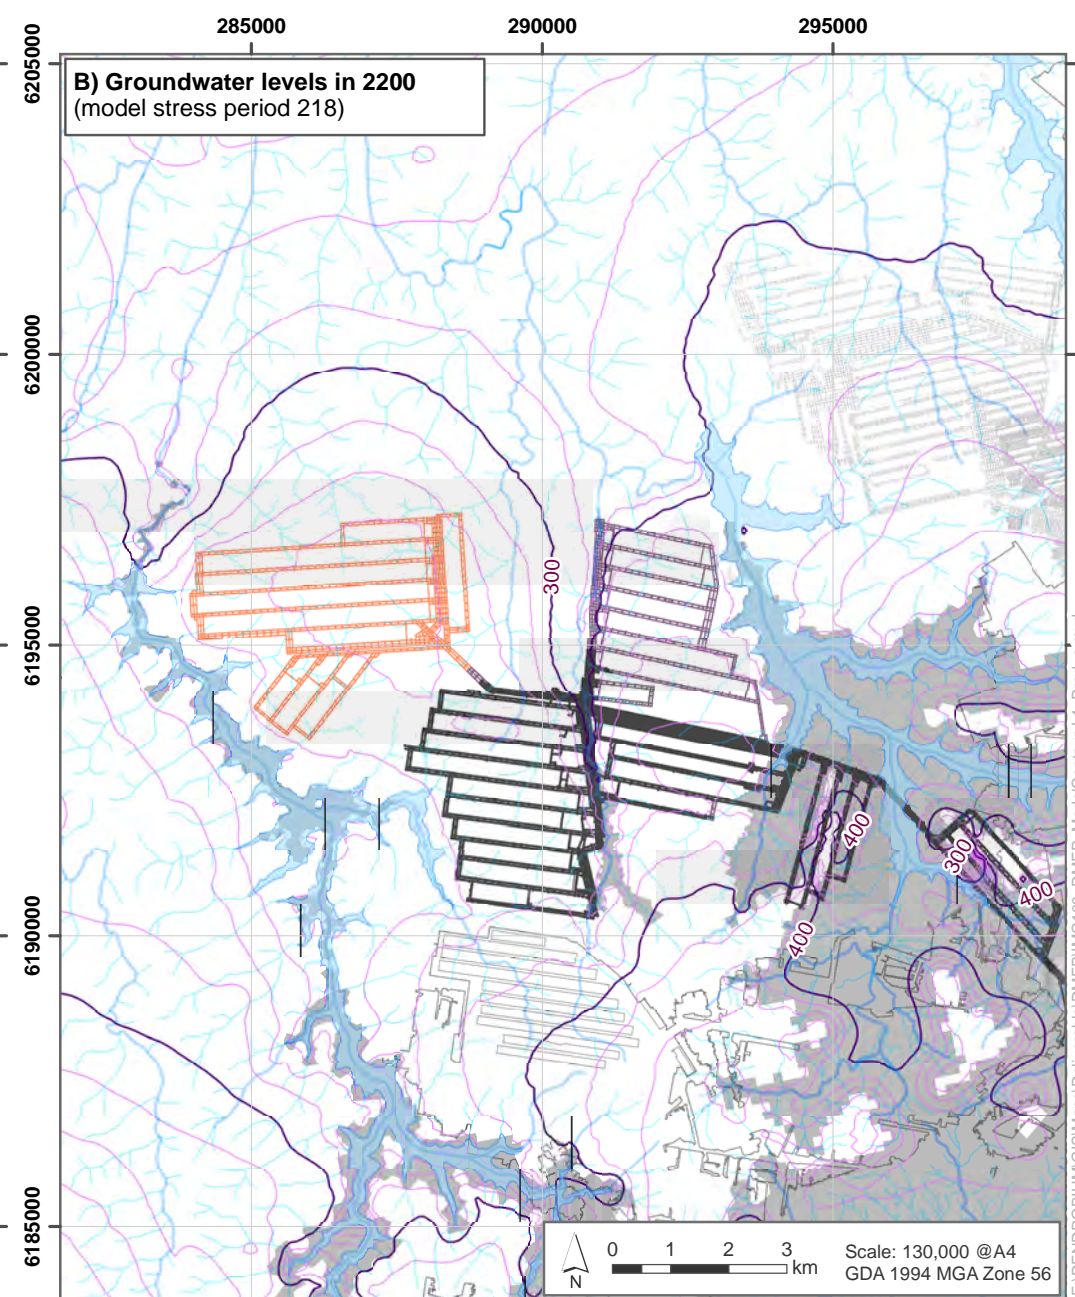 285000
290000
295000
6205000
B) Groundwater levels in 2200
(model stress period 218)
6200000
300
6195000
400
300
400
400
6190000
6185000
0 1 2 3
km
N
Scale: 130,000 @A4
GDA 1994 MGA Zone 56